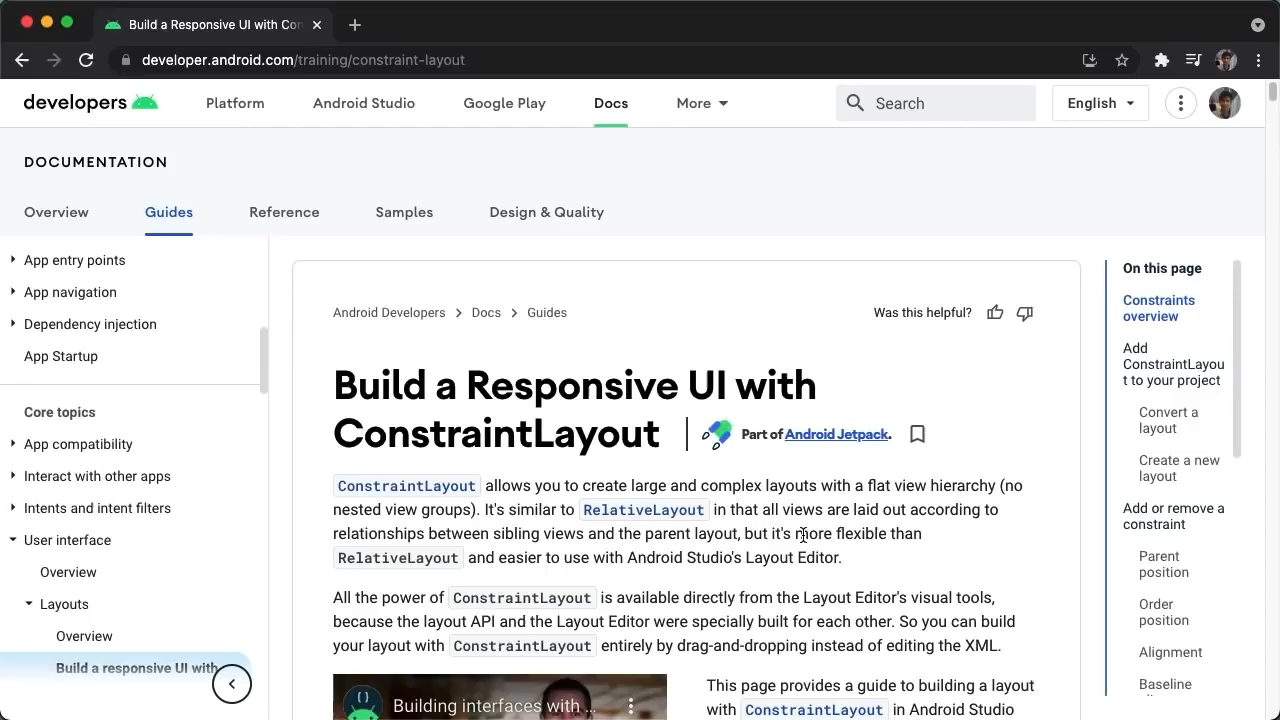 Build a Responsive UI with Con
developer.android.com/training/constraint-layout
developers Platform Android Studio Google Play Docs More Search English
DOCUMENTATION
Overview Guides Reference Samples Design & Quality
App entry points
App navigation
Dependency injection
App Startup
Core topics
App compatibility
Interact with other apps
Intents and intent filters
User interface
Overview
Layouts
Overview
Build a responsive UI with
Android Developers > Docs > Guides
Was this helpful?
Build a Responsive UI with
ConstraintLayout
Part of Android Jetpack.
ConstraintLayout allows you to create large and complex layouts with a flat view hierarchy (no
nested view groups). It's similar to RelativeLayout in that all views are laid out according to
relationships between sibling views and the parent layout, but it's more flexible than
RelativeLayout and easier to use with Android Studio's Layout Editor.
All the power of ConstraintLayout is available directly from the Layout Editor's visual tools,
because the layout API and the Layout Editor were specially built for each other. So you can build
your layout with ConstraintLayout entirely by drag-and-dropping instead of editing the XML.
Building interfaces with ...
This page provides a guide to building a layout
with ConstraintLayout in Android Studio
On this page
Constraints
overview
Add
ConstraintLayou
t to your project
Convert a
layout
Create a new
layout
Add or remove a
constraint
Parent
position
Order
position
Alignment
Baseline